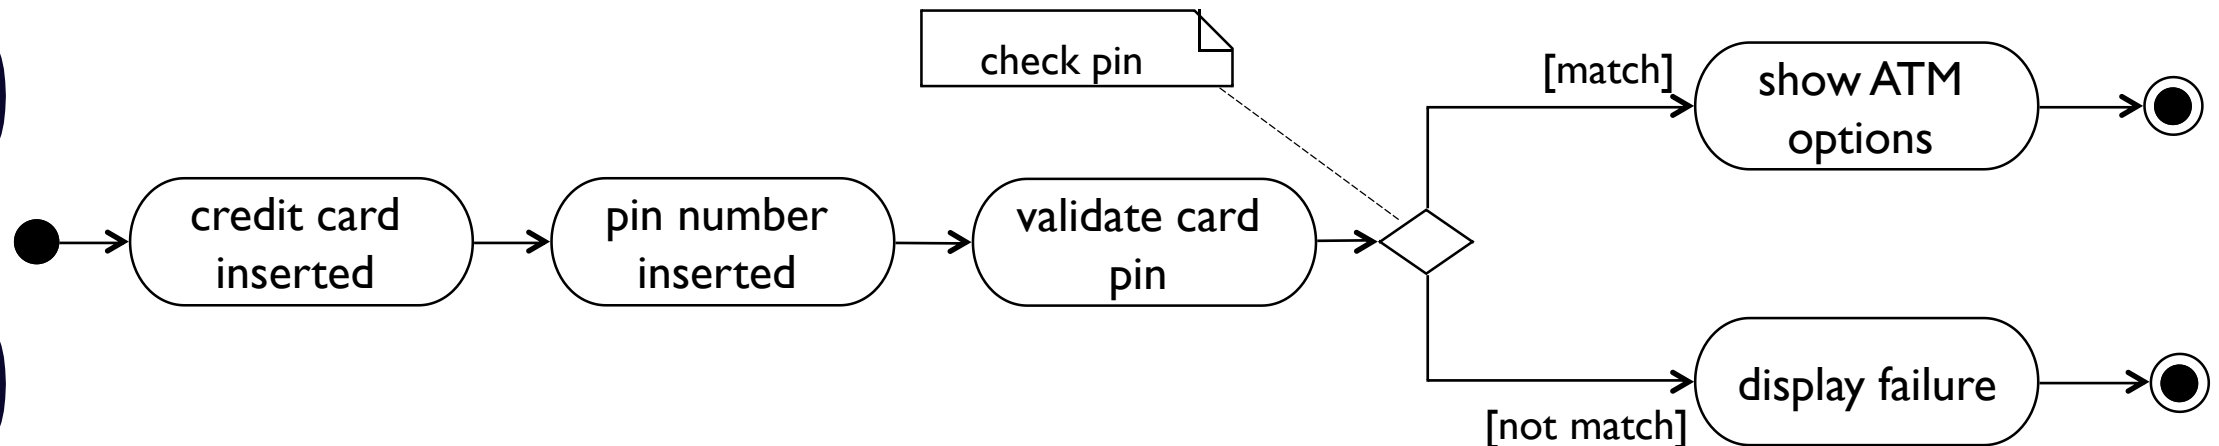 check pin
[match]
show ATM
options
credit card
inserted
pin number
inserted
validate card
pin
display failure
[not match]